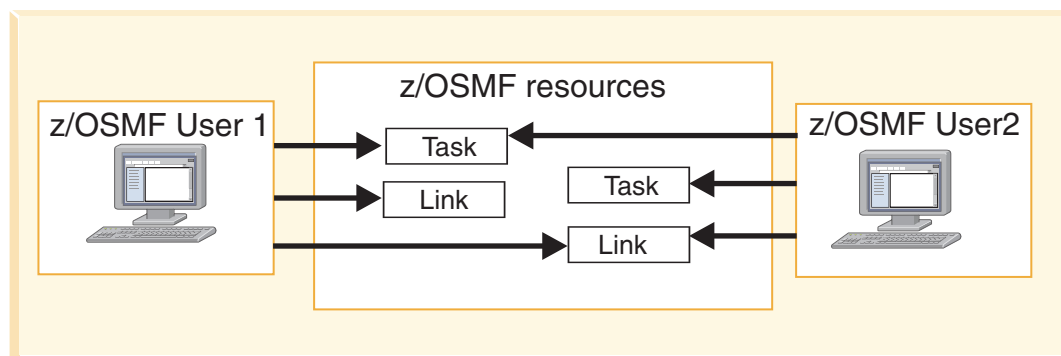 z/OSMF resources
z/OSMF User 1
z/OSMF User2
Task
Link
Task
Link